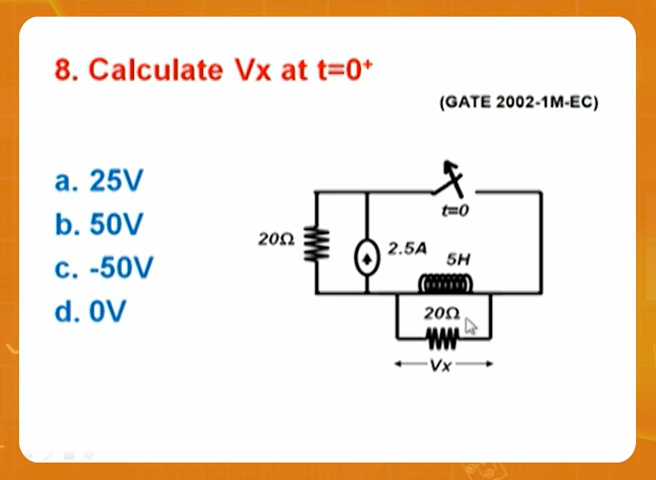 8. Calculate Vx at t=0⁺
(GATE 2002-1M-EC)
a. 25V
b. 50V
c. -50V
d. 0V
t=0
20Ω
2.5A
5H
20Ω
Vx